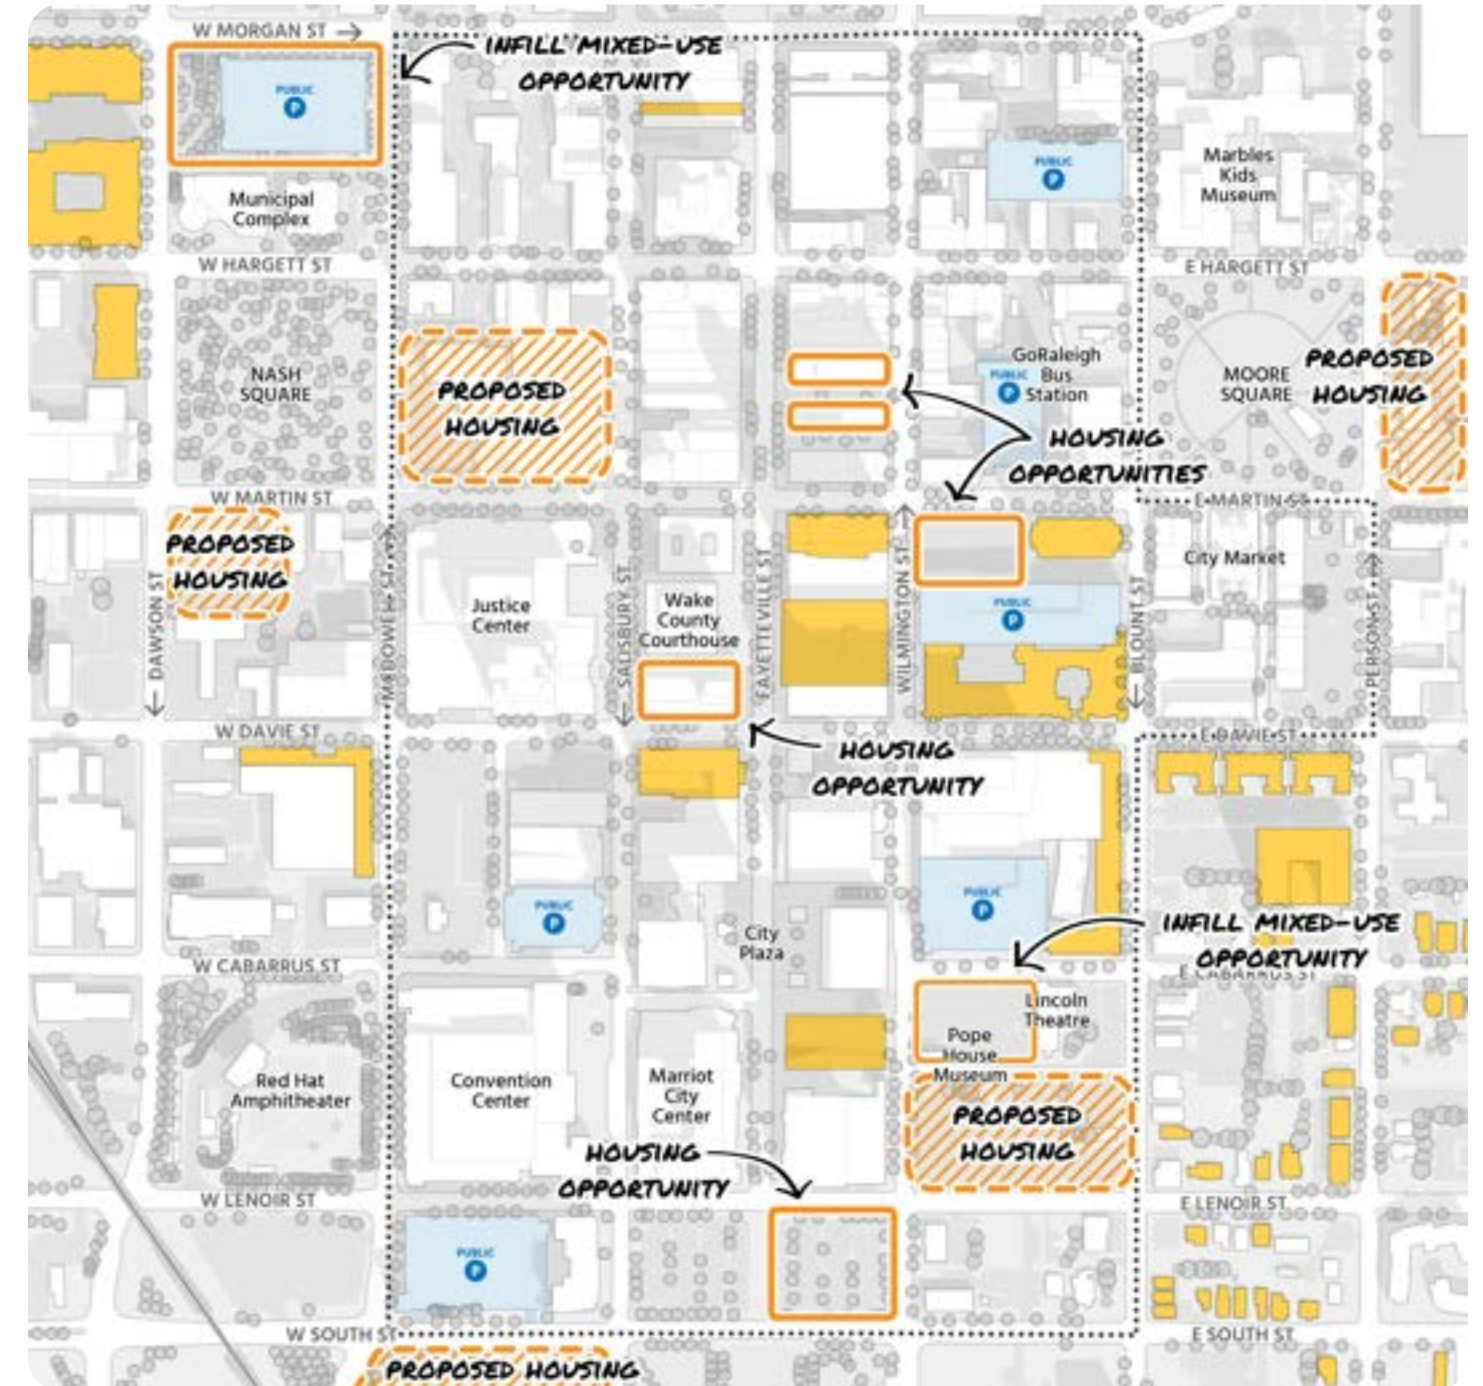 W MORGAN ST
INFILL MIXED-USE
OPPORTUNITY
PUBLIC
P
PUBLIC
P
Marbles
Kids
Museum
Municipal
Complex
W HARGETT ST
E HARGETT ST
NASH
SQUARE
PROPOSED
HOUSING
GoRaleigh
Bus
Station
PUBLIC
P
MOORE
SQUARE
PROPOSED
HOUSING
HOUSING
OPPORTUNITIES
W MARTIN ST
E MARTIN ST
PROPOSED
HOUSING
DAWSON ST
MCDOWELL ST
Justice
Center
SALISBURY ST
Wake
County
Courthouse
FAYETTEVILLE ST
WILMINGTON ST
PUBLIC
P
BLOUNT ST
City Market
PERSON ST
W DAVIE ST
E DAVIE ST
HOUSING
OPPORTUNITY
PUBLIC
P
PUBLIC
P
City
Plaza
INFILL MIXED-USE
OPPORTUNITY
W CABARRUS ST
E CABARRUS ST
Lincoln
Theatre
Pope
House
Museum
Red Hat
Amphitheater
Convention
Center
Marriot
City
Center
PROPOSED
HOUSING
HOUSING
OPPORTUNITY
W LENOIR ST
E LENOIR ST
PUBLIC
P
W SOUTH ST
E SOUTH ST
PROPOSED HOUSING